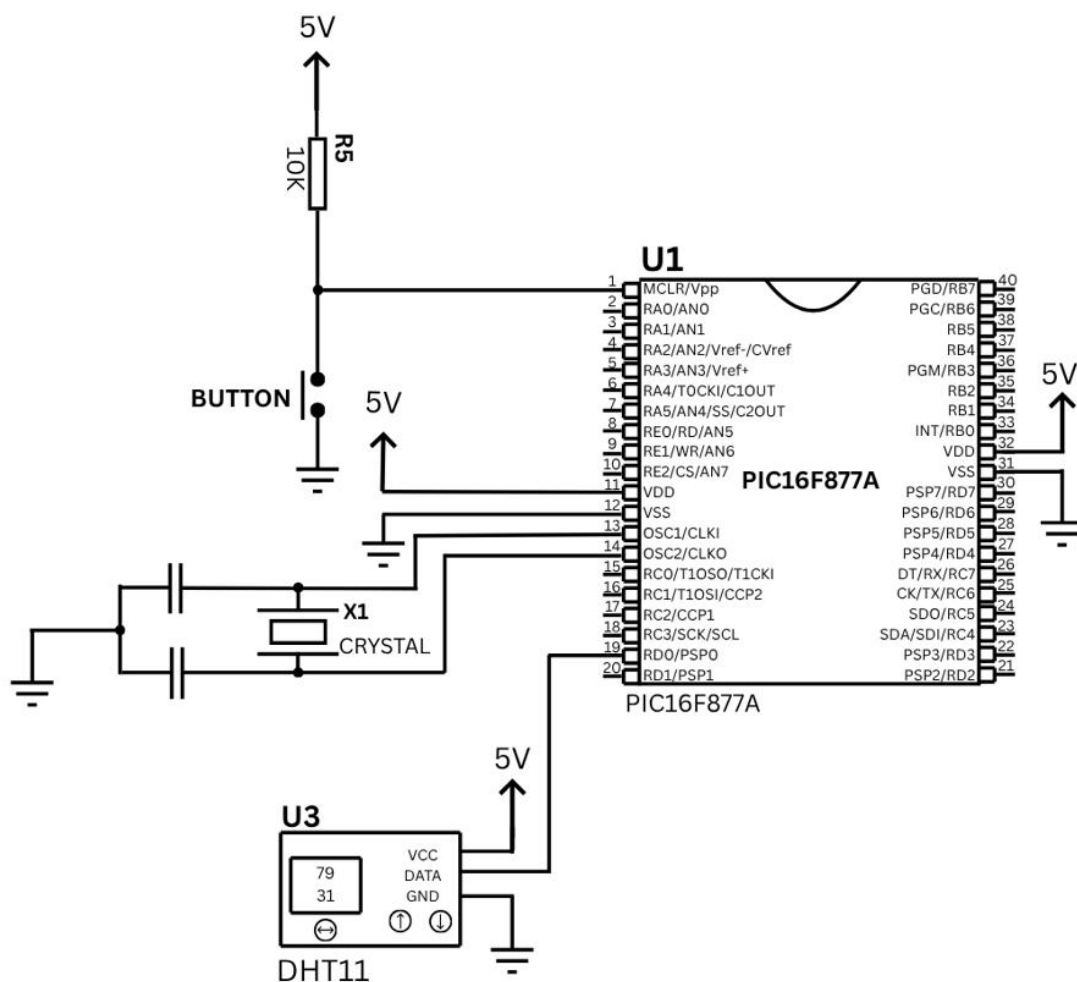 5V
R5
10K
BUTTON
5V
U1
1
MCLR/Vpp
2
RA0/AN0
3
RA1/AN1
4
RA2/AN2/Vref-/CVref
5
RA3/AN3/Vref+
6
RA4/T0CKI/C1OUT
7
RA5/AN4/SS/C2OUT
8
RE0/RD/AN5
9
RE1/WR/AN6
10
RE2/CS/AN7
11
VDD
12
VSS
13
OSC1/CLKI
14
OSC2/CLKO
15
RC0/T1OSO/T1CKI
16
RC1/T1OSI/CCP2
17
RC2/CCP1
18
RC3/SCK/SCL
19
RD0/PSP0
20
RD1/PSP1
PIC16F877A
PGD/RB7
40
PGC/RB6
39
RB5
38
RB4
37
PGM/RB3
36
RB2
35
RB1
34
INT/RB0
33
VDD
32
VSS
31
PSP7/RD7
30
PSP6/RD6
29
PSP5/RD5
28
PSP4/RD4
27
DT/RX/RC7
26
CK/TX/RC6
25
SDO/RC5
24
SDA/SDI/RC4
23
PSP3/RD3
22
PSP2/RD2
21
5V
PIC16F877A
X1
CRYSTAL
5V
U3
79
31
VCC
DATA
GND
DHT11